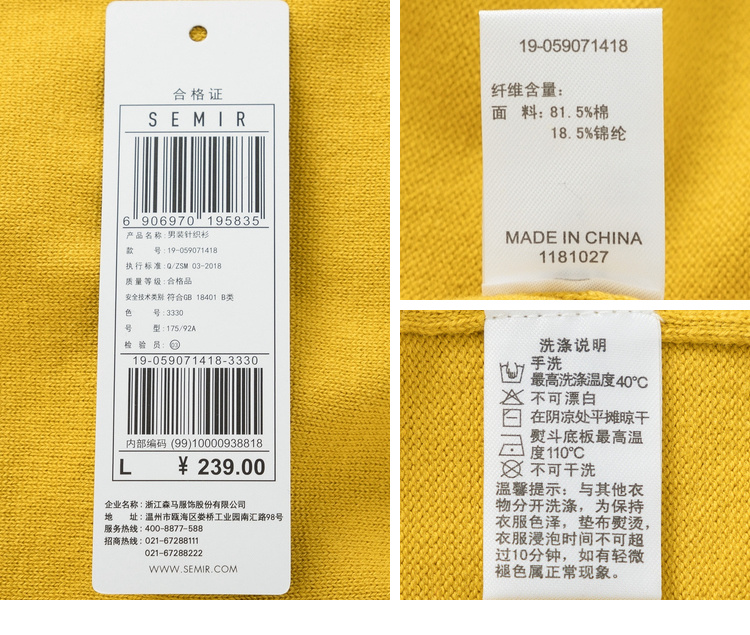 合格证
SEMIR
6 906970 195835
产品名称: 男装针织衫
款 号: 19-059071418
执行标准: Q/ZSM 03-2018
质量等级: 合格品
安全技术类别: 符合GB 18401 B类
色 号: 3330
号 型: 175/92A
检 验 员: 03
19-059071418-3330
内部编码 (99)10000938818
L ¥ 239.00
企业名称: 浙江森马服饰股份有限公司
地 址: 温州市瓯海区娄桥工业园南汇路98号
服务热线: 400-8877-588
招商热线: 021-67288111
021-67288222
WWW.SEMIR.COM
19-059071418
纤维含量:
面 料: 81.5%棉
18.5%锦纶
MADE IN CHINA
1181027
洗涤说明
手洗
最高洗涤温度40℃
不可漂白
在阴凉处平摊晾干
熨斗底板最高温
度110℃
不可干洗
温馨提示: 与其他衣
物分开洗涤, 为保持
衣服色泽, 垫布熨烫,
衣服浸泡时间不可超
过10分钟, 如有轻微
褪色属正常现象。